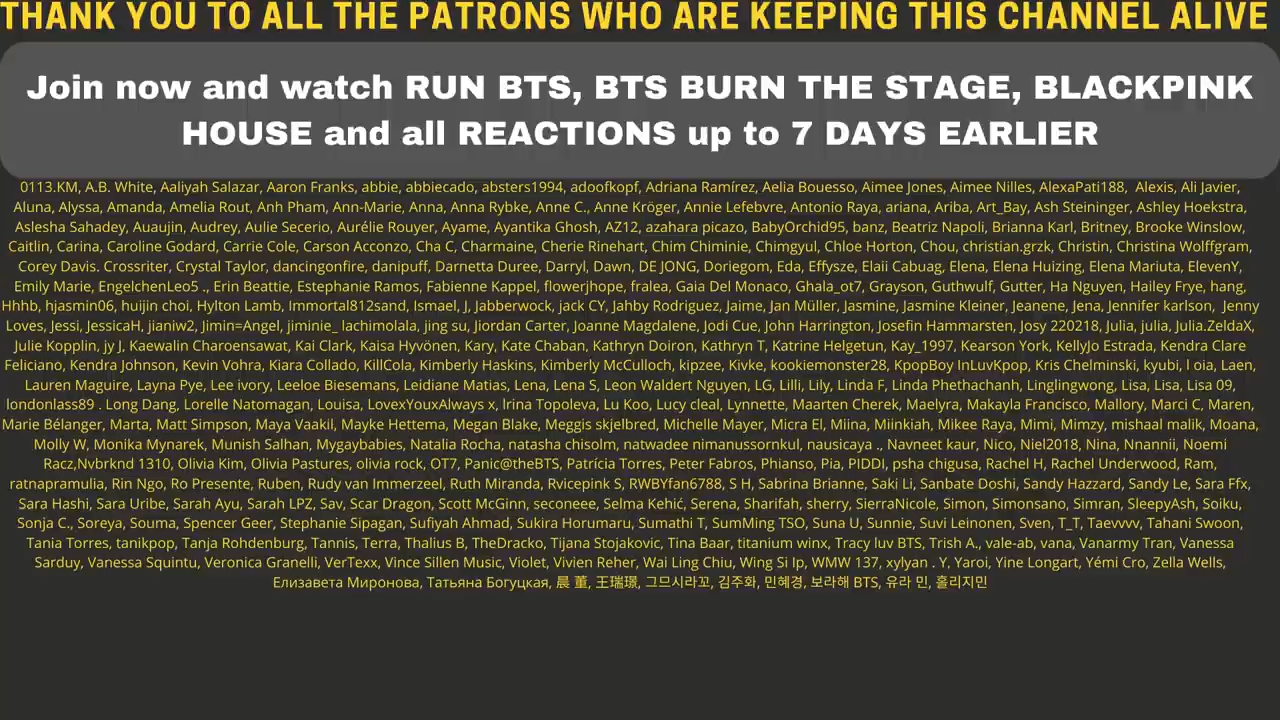 THANK YOU TO ALL THE PATRONS WHO ARE KEEPING THIS CHANNEL ALIVE
Join now and watch RUN BTS, BTS BURN THE STAGE, BLACKPINK
HOUSE and all REACTIONS up to 7 DAYS EARLIER
0113.KM, A.B. White, Aaliyah Salazar, Aaron Franks, abbie, abbiecado, absters1994, adoofkopf, Adriana Ramírez, Aelia Bouesso, Aimee Jones, Aimee Nilles, AlexaPati188, Alexis, Ali Javier,
Aluna, Alyssa, Amanda, Amelia Rout, Anh Pham, Ann-Marie, Anna, Anna Rybke, Anne C., Anne Kröger, Annie Lefebvre, Antonio Raya, ariana, Ariba, Art_Bay, Ash Steininger, Ashley Hoekstra,
Aslesha Sahadey, Auaujin, Audrey, Aulie Secerio, Aurélie Rouyer, Ayame, Ayantika Ghosh, AZ12, azahara picazo, BabyOrchid95, banz, Beatriz Napoli, Brianna Karl, Britney, Brooke Winslow,
Caitlin, Carina, Caroline Godard, Carrie Cole, Carson Acconzo, Cha C, Charmaine, Cherie Rinehart, Chim Chiminie, Chimgyul, Chloe Horton, Chou, christian.grzk, Christin, Christina Wolffgram,
Corey Davis. Crossriter, Crystal Taylor, dancingonfire, danipuff, Darnetta Duree, Darryl, Dawn, DE JONG, Doriegom, Eda, Effysze, Elaii Cabuag, Elena, Elena Huizing, Elena Mariuta, ElevenY,
Emily Marie, EngelchenLeo5 ., Erin Beattie, Estephanie Ramos, Fabienne Kappel, flowerjhope, fralea, Gaia Del Monaco, Ghala_ot7, Grayson, Guthwulf, Gutter, Ha Nguyen, Hailey Frye, hang,
Hhhb, hjasmin06, huijin choi, Hylton Lamb, Immortal812sand, Ismael, J, Jabberwock, jack CY, Jahby Rodriguez, Jaime, Jan Müller, Jasmine, Jasmine Kleiner, Jeanene, Jena, Jennifer karlson, Jenny
Loves, Jessi, JessicaH, jianiw2, Jimin=Angel, jiminie_ lachimolala, jing su, Jiordan Carter, Joanne Magdalene, Jodi Cue, John Harrington, Josefin Hammarsten, Josy 220218, Julia, julia, Julia.ZeldaX,
Julie Kopplin, jy J, Kaewalin Charoensawat, Kai Clark, Kaisa Hyvönen, Kary, Kate Chaban, Kathryn Doiron, Kathryn T, Katrine Helgetun, Kay_1997, Kearson York, KellyJo Estrada, Kendra Clare
Feliciano, Kendra Johnson, Kevin Vohra, Kiara Collado, KillCola, Kimberly Haskins, Kimberly McCulloch, kipzee, Kivke, kookiemonster28, KpopBoy InLuvKpop, Kris Chelminski, kyubi, l oia, Laen,
Lauren Maguire, Layna Pye, Lee ivory, Leeloe Biesemans, Leidiane Matias, Lena, Lena S, Leon Waldert Nguyen, LG, Lilli, Lily, Linda F, Linda Phethachanh, Linglingwong, Lisa, Lisa, Lisa 09,
londonlass89 . Long Dang, Lorelle Natomagan, Louisa, LovexYouxAlways x, lrina Topoleva, Lu Koo, Lucy cleal, Lynnette, Maarten Cherek, Maelyra, Makayla Francisco, Mallory, Marci C, Maren,
Marie Bélanger, Marta, Matt Simpson, Maya Vaakil, Mayke Hettema, Megan Blake, Meggis skjelbred, Michelle Mayer, Micra El, Miina, Miinkiah, Mikee Raya, Mimi, Mimzy, mishaal malik, Moana,
Molly W, Monika Mynarek, Munish Salhan, Mygaybabies, Natalia Rocha, natasha chisolm, natwadee nimanussornkul, nausicaya ., Navneet kaur, Nico, Niel2018, Nina, Nnannii, Noemi
Racz,Nvbrknd 1310, Olivia Kim, Olivia Pastures, olivia rock, OT7, Panic@theBTS, Patrícia Torres, Peter Fabros, Phianso, Pia, PIDDI, psha chigusa, Rachel H, Rachel Underwood, Ram,
ratnapramulia, Rin Ngo, Ro Presente, Ruben, Rudy van Immerzeel, Ruth Miranda, Rvicepink S, RWBYfan6788, S H, Sabrina Brianne, Saki Li, Sanbate Doshi, Sandy Hazzard, Sandy Le, Sara Ffx,
Sara Hashi, Sara Uribe, Sarah Ayu, Sarah LPZ, Sav, Scar Dragon, Scott McGinn, seconeee, Selma Kehić, Serena, Sharifah, sherry, SierraNicole, Simon, Simonsano, Simran, SleepyAsh, Soiku,
Sonja C., Soreya, Souma, Spencer Geer, Stephanie Sipagan, Sufiyah Ahmad, Sukira Horumaru, Sumathi T, SumMing TSO, Suna U, Sunnie, Suvi Leinonen, Sven, T_T, Taevvvv, Tahani Swoon,
Tania Torres, tanikpop, Tanja Rohdenburg, Tannis, Terra, Thalius B, TheDracko, Tijana Stojakovic, Tina Baar, titanium winx, Tracy luv BTS, Trish A., vale-ab, vana, Vanarmy Tran, Vanessa
Sarduy, Vanessa Squintu, Veronica Granelli, VerTexx, Vince Sillen Music, Violet, Vivien Reher, Wai Ling Chiu, Wing Si Ip, WMW 137, xylyan . Y, Yaroi, Yine Longart, Yémi Cro, Zella Wells,
Елизавета Миронова, Татьяна Богуцкая, 晨 董, 王瑞璟, 그므시라꼬, 김주화, 민혜경, 보라해 BTS, 유라 민, 홀리지민